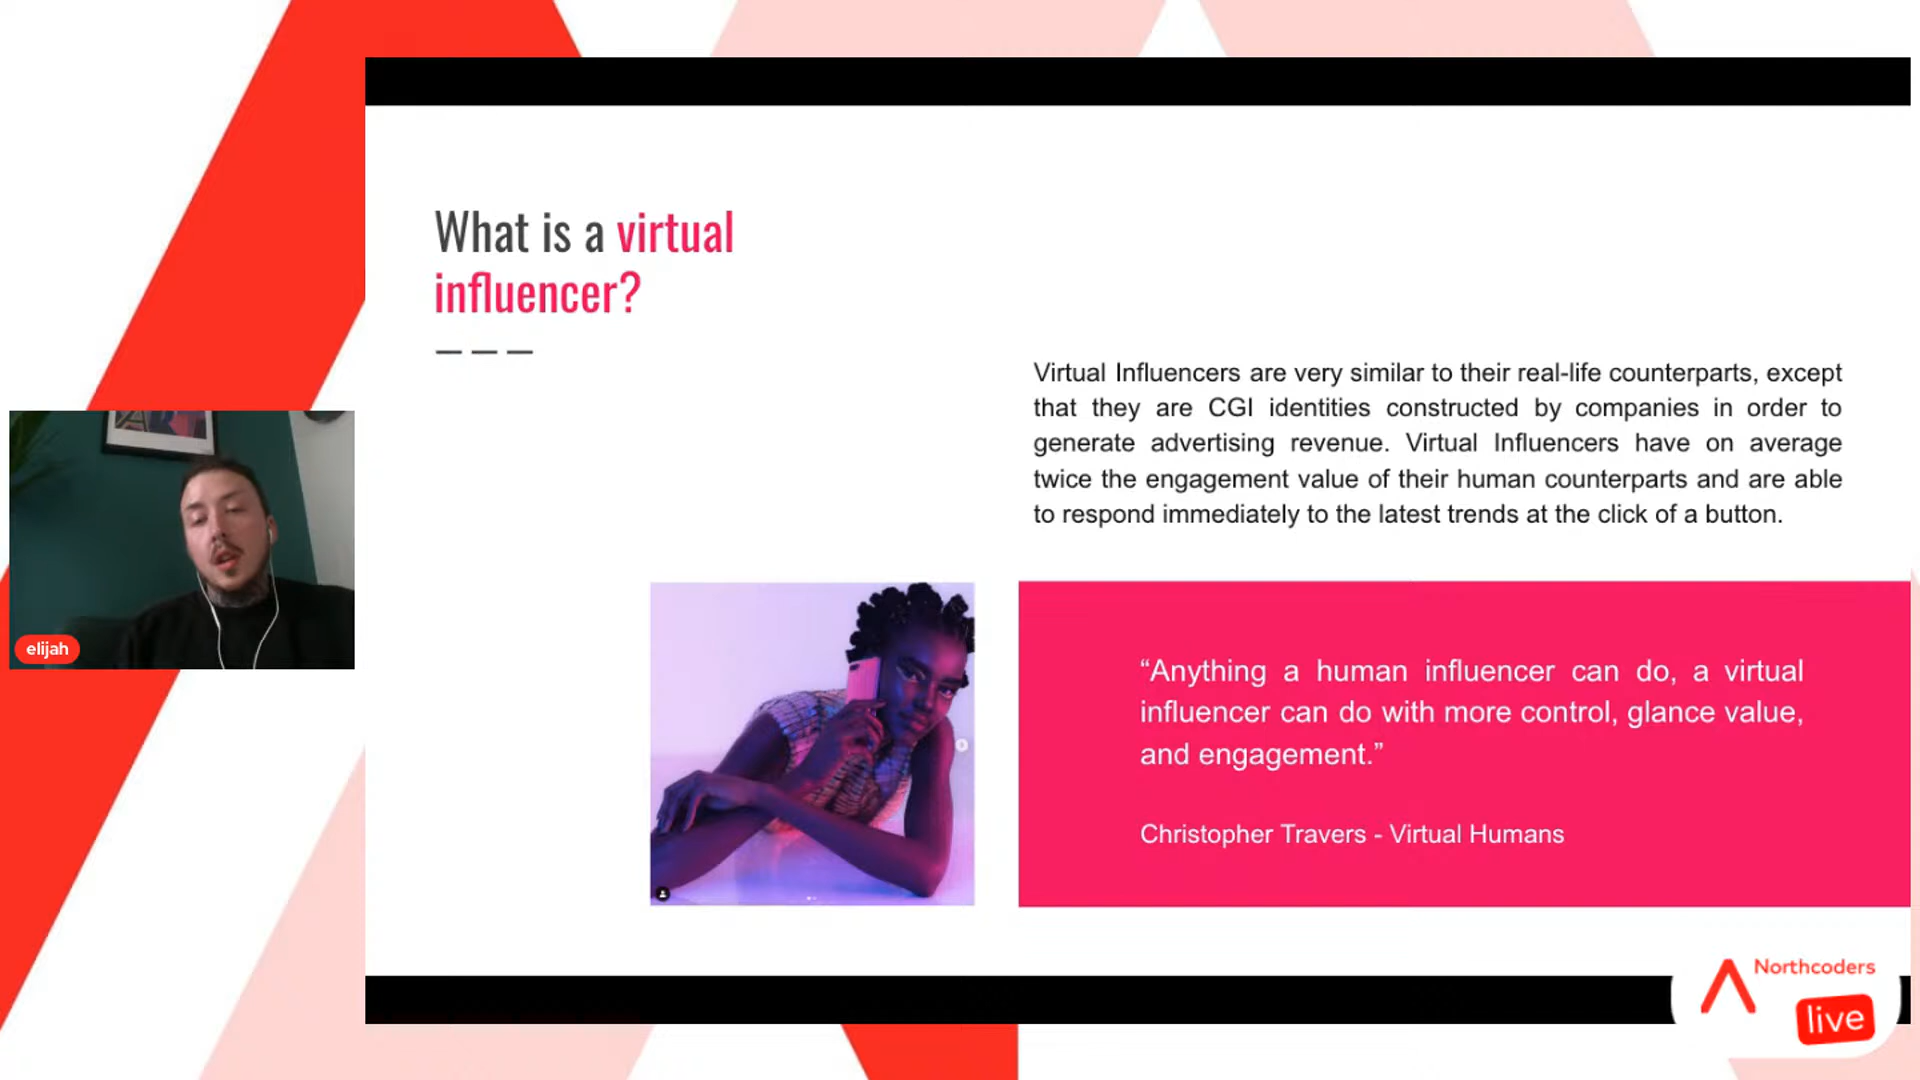 What is a virtual
influencer?
Virtual Influencers are very similar to their real-life counterparts, except
that they are CGI identities constructed by companies in order to
generate advertising revenue. Virtual Influencers have on average
twice the engagement value of their human counterparts and are able
to respond immediately to the latest trends at the click of a button.
elijah
“Anything a human influencer can do, a virtual
influencer can do with more control, glance value,
and engagement.”
Christopher Travers - Virtual Humans
Northcoders
live